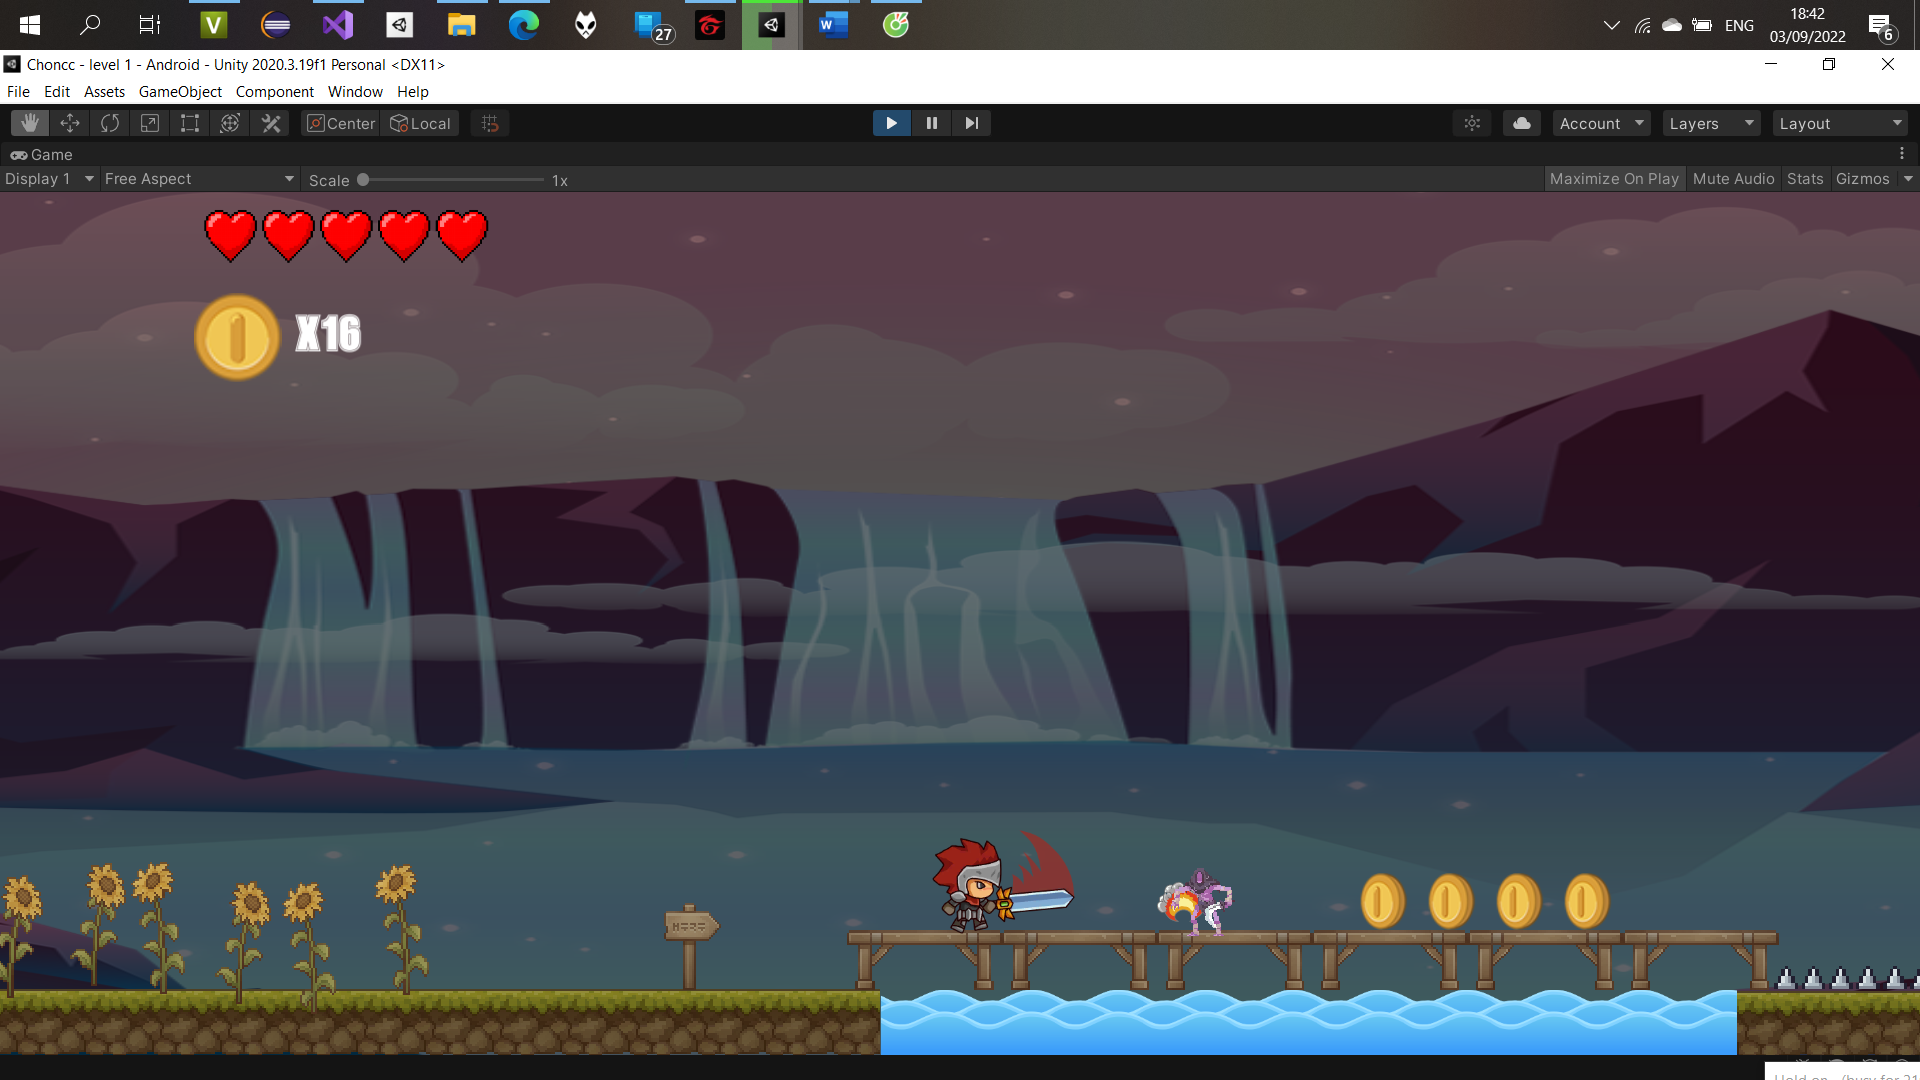 V
27
W
ENG
18:42
03/09/2022
6
Choncc - level 1 - Android - Unity 2020.3.19f1 Personal <DX11>
File Edit Assets GameObject Component Window Help
Center Local
Account Layers Layout
Game
Display 1 Free Aspect Scale 1x
Maximize On Play Mute Audio Stats Gizmos
X16